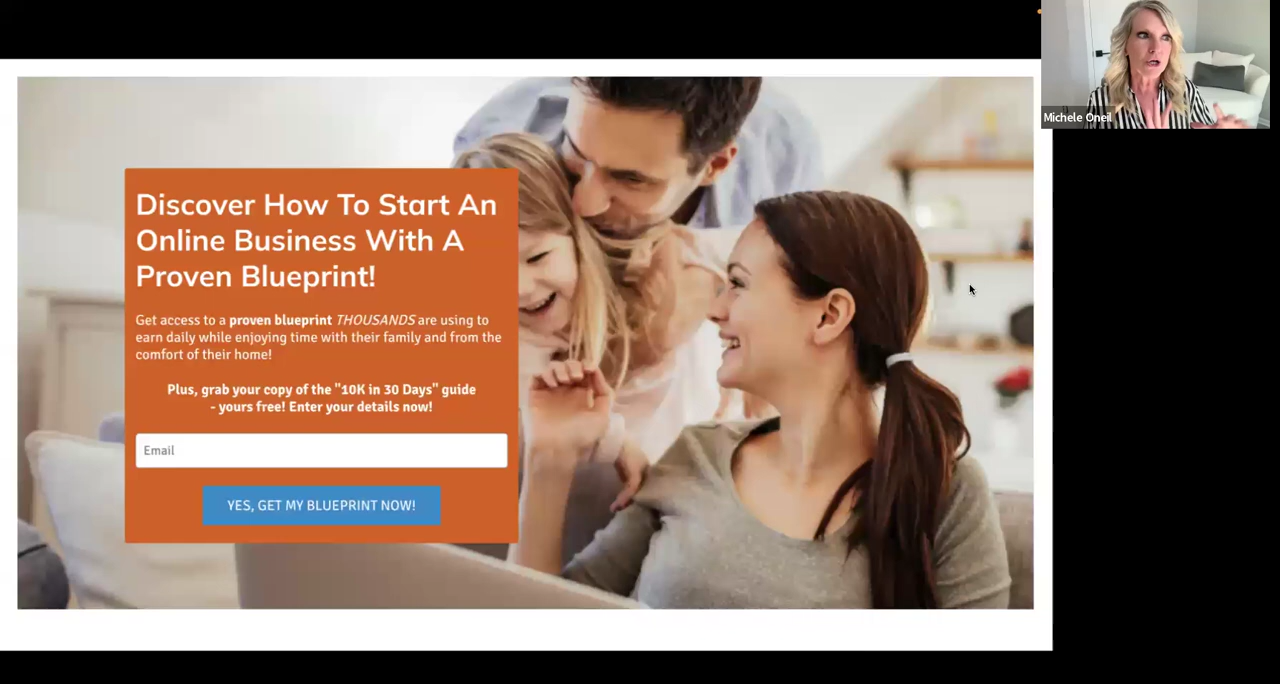 Michele Oneil
Discover How To Start An
Online Business With A
Proven Blueprint!
Get access to a proven blueprint THOUSANDS are using to
earn daily while enjoying time with their family and from the
comfort of their home!
Plus, grab your copy of the "10K in 30 Days" guide
- yours free! Enter your details now!
Email
YES, GET MY BLUEPRINT NOW!